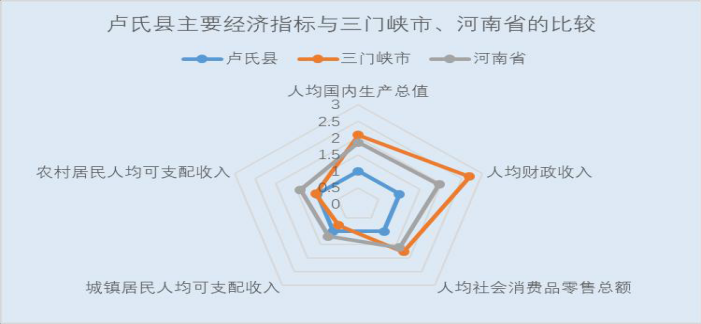 卢氏县主要经济指标与三门峡市、河南省的比较
卢氏县 三门峡市 河南省
人均国内生产总值
3
2.5
2
1.5
1
0.5
0
农村居民人均可支配收入
人均财政收入
城镇居民人均可支配收入
人均社会消费品零售总额